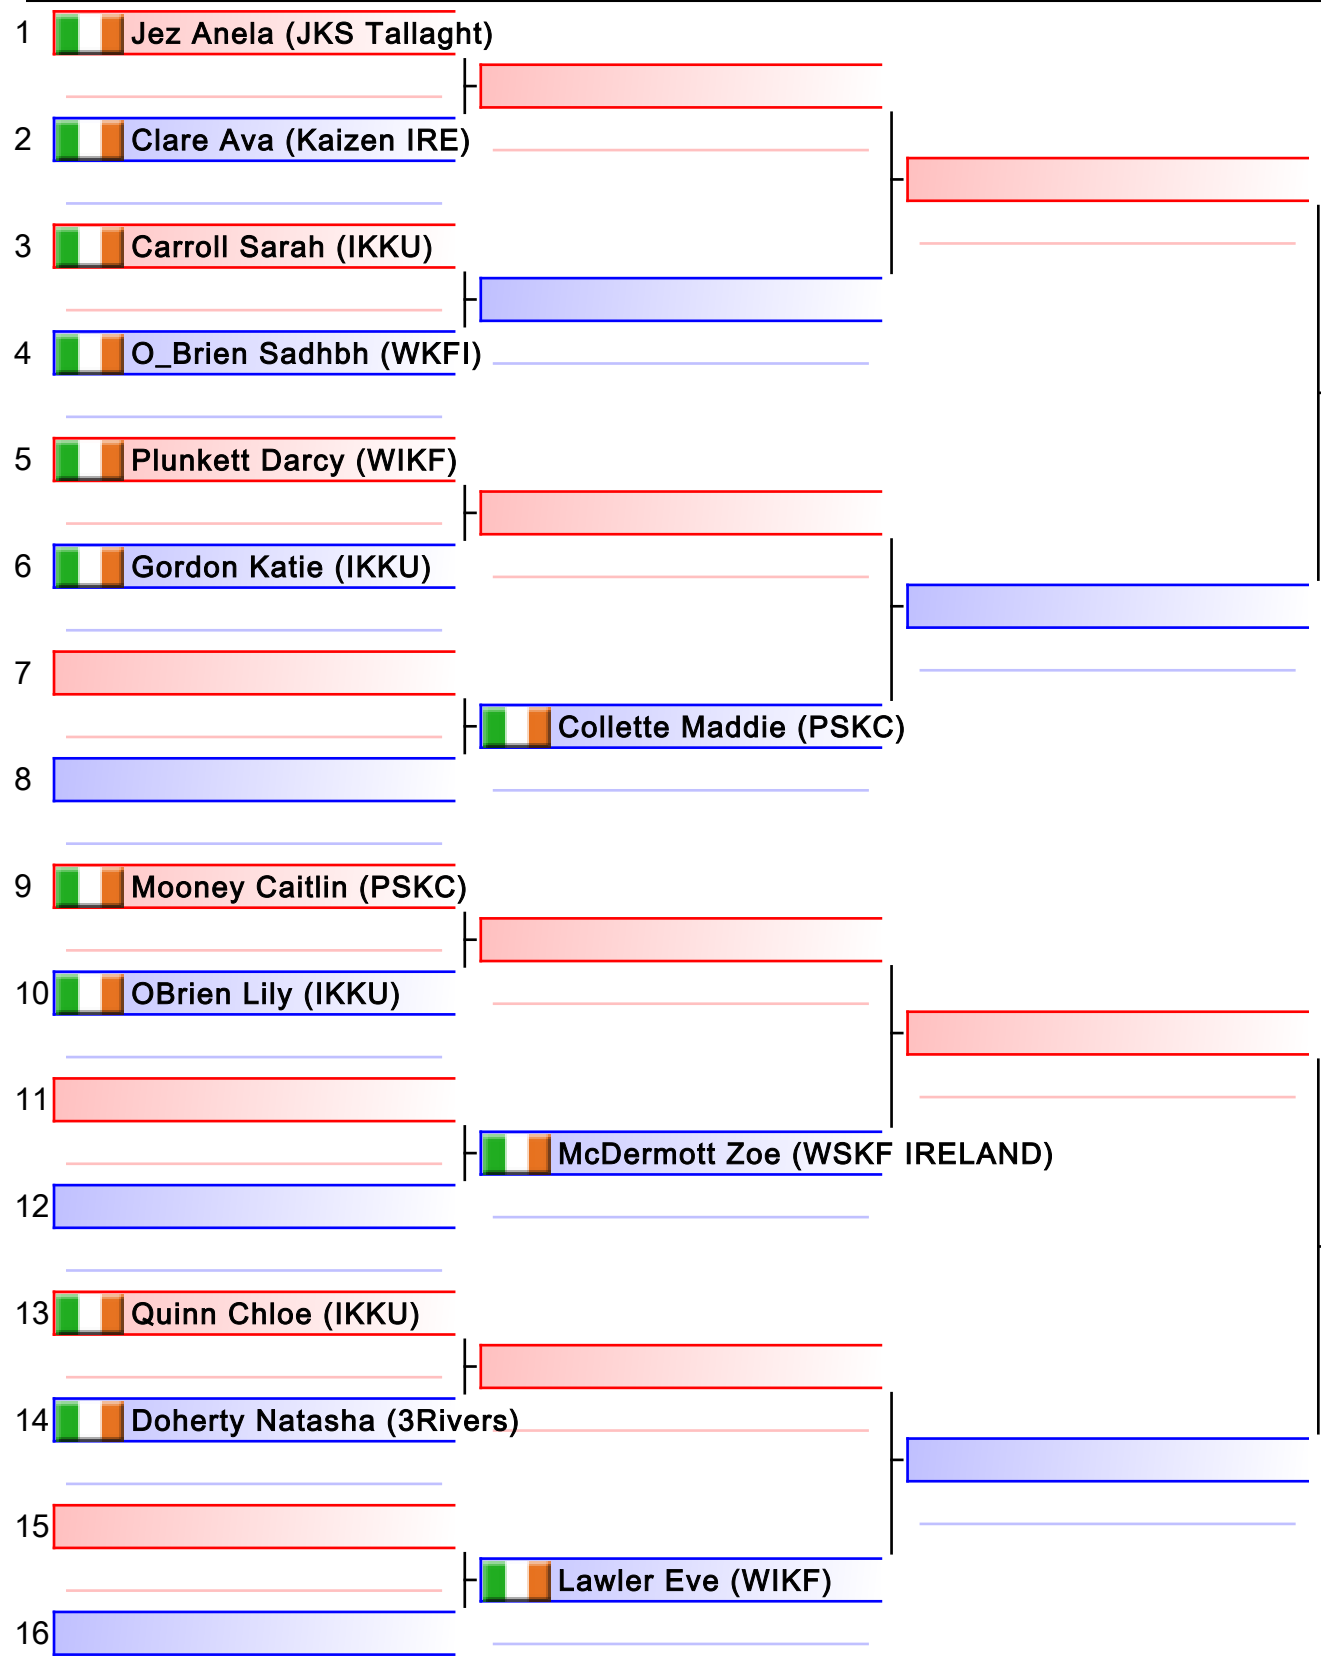 1 Jez Anela (JKS Tallaght)
2 Clare Ava (Kaizen IRE)
3 Carroll Sarah (IKKU)
4 O_Brien Sadhbh (WKFI)
5 Plunkett Darcy (WIKF)
6 Gordon Katie (IKKU)
7
Collette Maddie (PSKC)
8
9 Mooney Caitlin (PSKC)
10 OBrien Lily (IKKU)
11
McDermott Zoe (WSKF IRELAND)
12
13 Quinn Chloe (IKKU)
14 Doherty Natasha (3Rivers)
15
Lawler Eve (WIKF)
16